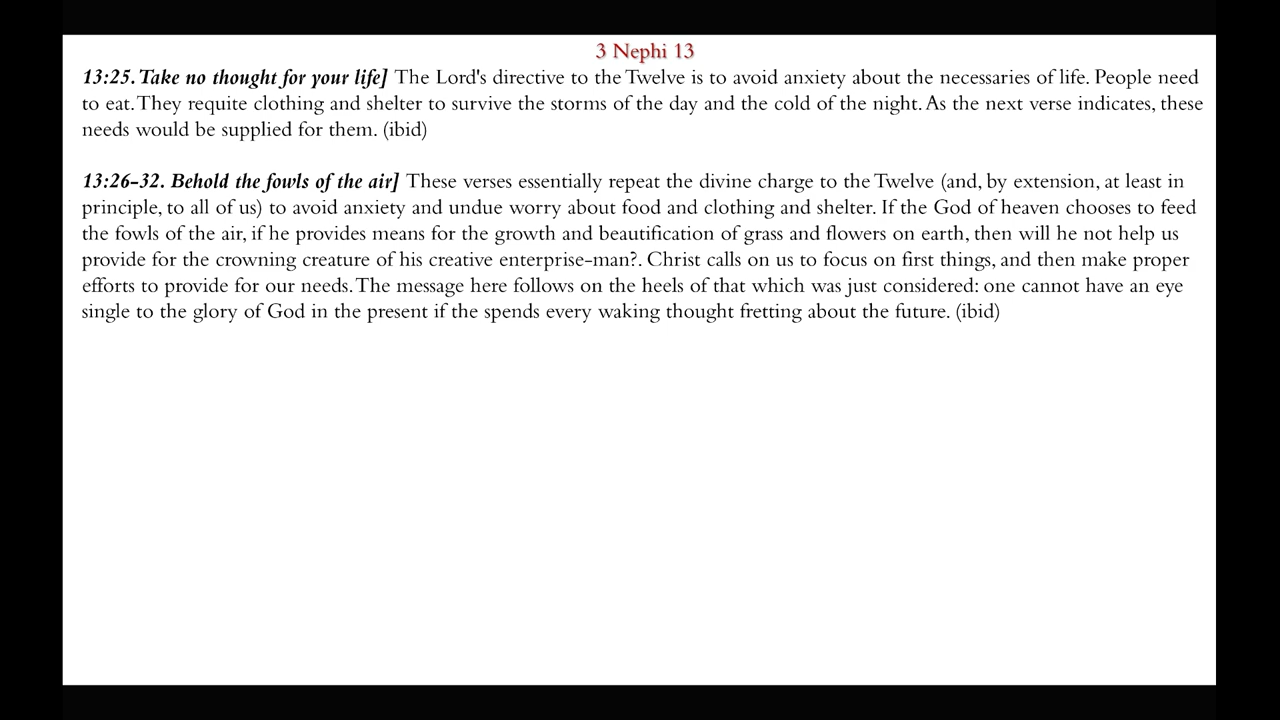 3 Nephi 13
13:25. Take no thought for your life] The Lord's directive to the Twelve is to avoid anxiety about the necessaries of life. People need
to eat. They requite clothing and shelter to survive the storms of the day and the cold of the night. As the next verse indicates, these
needs would be supplied for them. (ibid)
13:26-32. Behold the fowls of the air] These verses essentially repeat the divine charge to the Twelve (and, by extension, at least in
principle, to all of us) to avoid anxiety and undue worry about food and clothing and shelter. If the God of heaven chooses to feed
the fowls of the air, if he provides means for the growth and beautification of grass and flowers on earth, then will he not help us
provide for the crowning creature of his creative enterprise-man?. Christ calls on us to focus on first things, and then make proper
efforts to provide for our needs. The message here follows on the heels of that which was just considered: one cannot have an eye
single to the glory of God in the present if the spends every waking thought fretting about the future. (ibid)